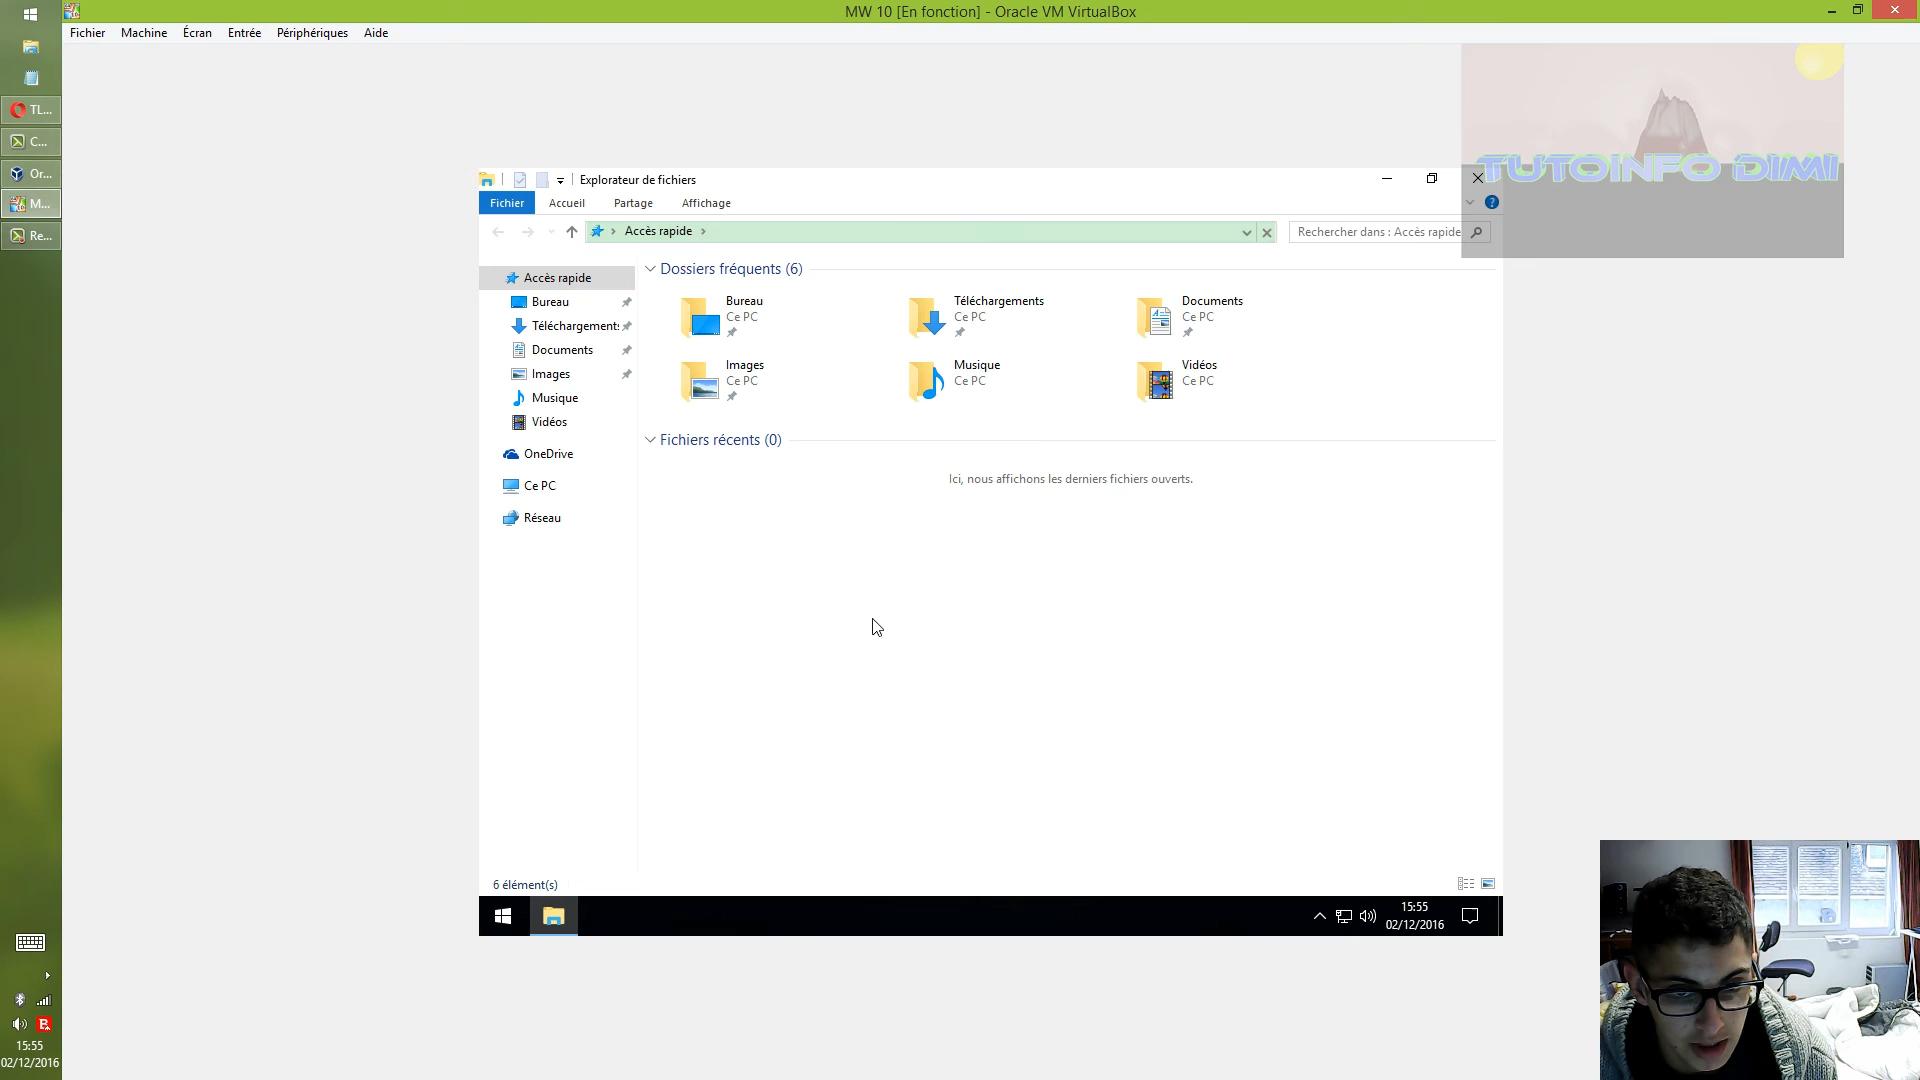 MW 10 [En fonction] - Oracle VM VirtualBox
Fichier Machine Écran Entrée Périphériques Aide
TL...
C...
Or...
M...
Re...
TUTOINFO DIMI
Explorateur de fichiers
Fichier Accueil Partage Affichage
Accès rapide
Rechercher dans : Accès rapide
Accès rapide
Bureau
Téléchargements
Documents
Images
Musique
Vidéos
OneDrive
Ce PC
Réseau
Dossiers fréquents (6)
Bureau
Ce PC
Téléchargements
Ce PC
Documents
Ce PC
Images
Ce PC
Musique
Ce PC
Vidéos
Ce PC
Fichiers récents (0)
Ici, nous affichons les derniers fichiers ouverts.
6 élément(s)
15:55
02/12/2016
15:55
02/12/2016